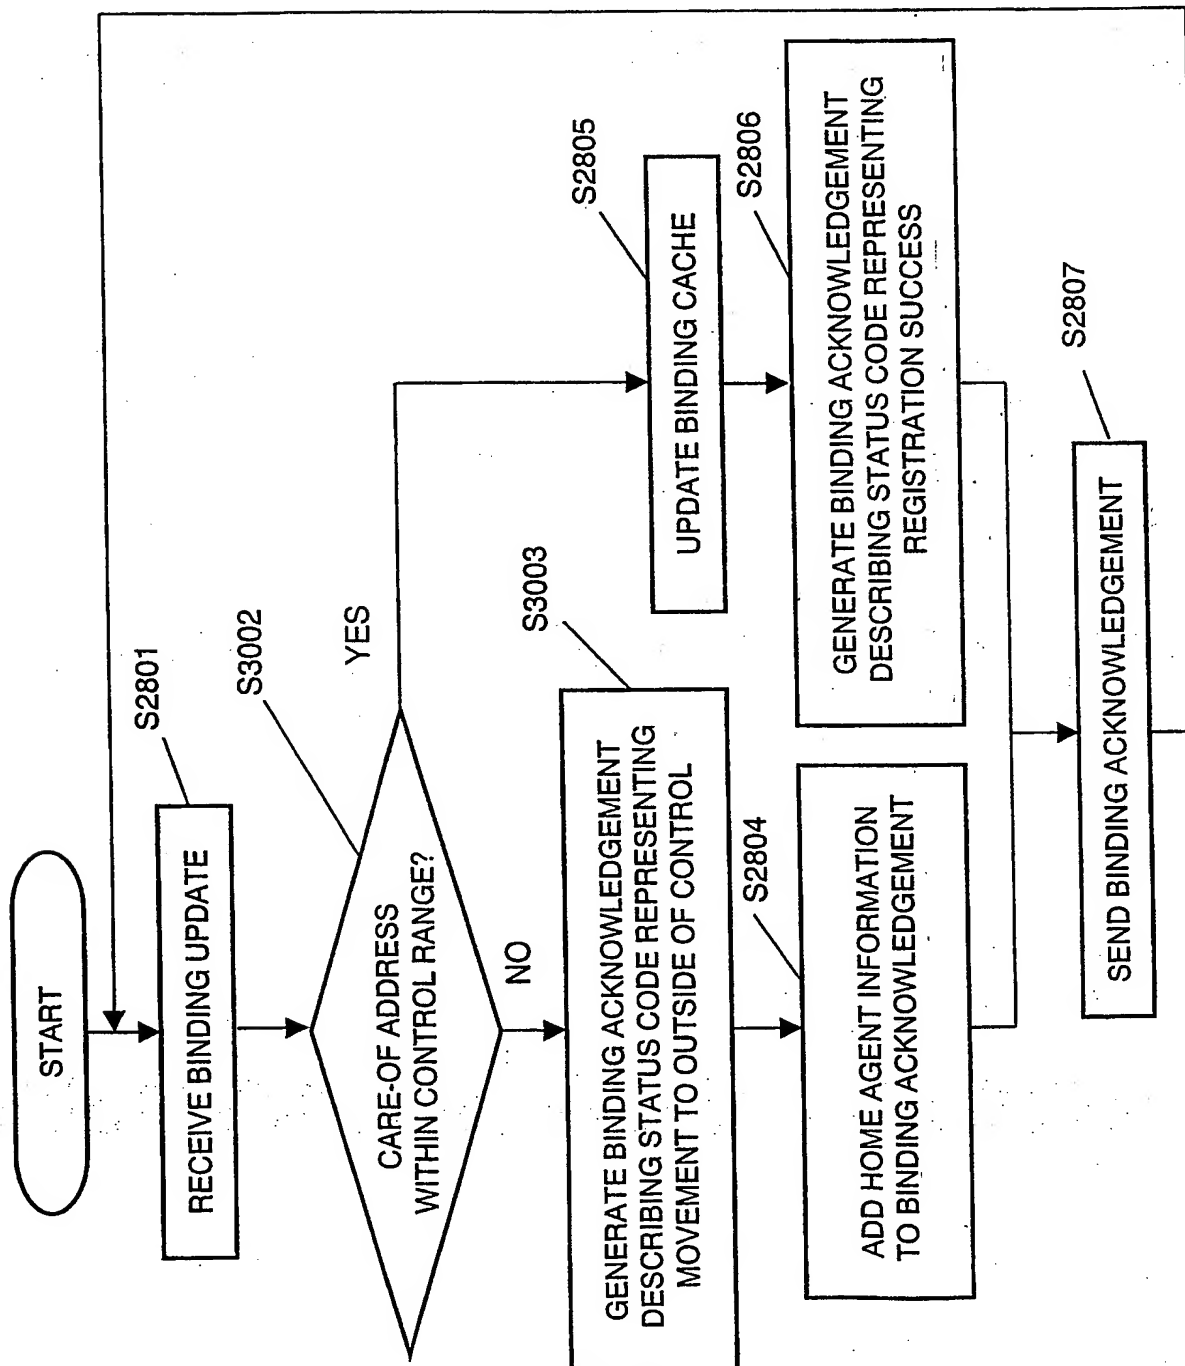 START
S2801
RECEIVE BINDING UPDATE
S3002
CARE-OF ADDRESS
WITHIN CONTROL RANGE?
YES
NO
S3003
GENERATE BINDING ACKNOWLEDGEMENT
DESCRIBING STATUS CODE REPRESENTING
MOVEMENT TO OUTSIDE OF CONTROL
S2804
ADD HOME AGENT INFORMATION
TO BINDING ACKNOWLEDGEMENT
S2805
UPDATE BINDING CACHE
S2806
GENERATE BINDING ACKNOWLEDGEMENT
DESCRIBING STATUS CODE REPRESENTING
REGISTRATION SUCCESS
S2807
SEND BINDING ACKNOWLEDGEMENT